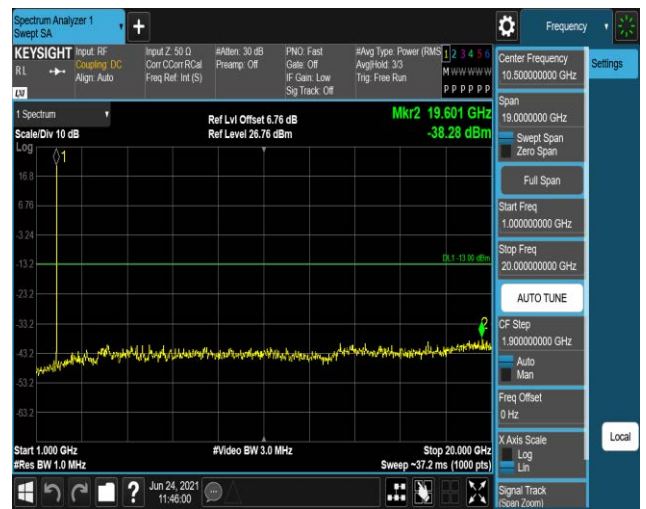 Spectrum Analyzer 1
Swept SA
+
Frequency
KEYSIGHT
RL
LXI
Input: RF
Coupling: DC
Align: Auto
Input Z: 50 Ω
Corr CCorr RCal
Freq Ref: Int (S)
#Atten: 30 dB
Preamp: Off
PNO: Fast
Gate: Off
IF Gain: Low
Sig Track: Off
#Avg Type: Power (RMS
Avg|Hold: 3/3
Trig: Free Run
1 2 3 4 5 6
M W W W W W
P P P P P P
1 Spectrum
Scale/Div 10 dB
Log
Ref Lvl Offset 6.76 dB
Ref Level 26.76 dBm
Mkr2 19.601 GHz
-38.28 dBm
1
16.8
6.76
-3.24
-13.2
DL1 -13.00 dBm
-23.2
-33.2
2
-43.2
-53.2
-63.2
Start 1.000 GHz
#Res BW 1.0 MHz
#Video BW 3.0 MHz
Stop 20.000 GHz
Sweep ~37.2 ms (1000 pts)
?
Jun 24, 2021
11:46:00
Center Frequency
10.500000000 GHz
Settings
Span
19.0000000 GHz
Swept Span
Zero Span
Full Span
Start Freq
1.000000000 GHz
Stop Freq
20.000000000 GHz
AUTO TUNE
CF Step
1.900000000 GHz
Auto
Man
Freq Offset
0 Hz
X Axis Scale
Log
Lin
Local
Signal Track
(Span Zoom)